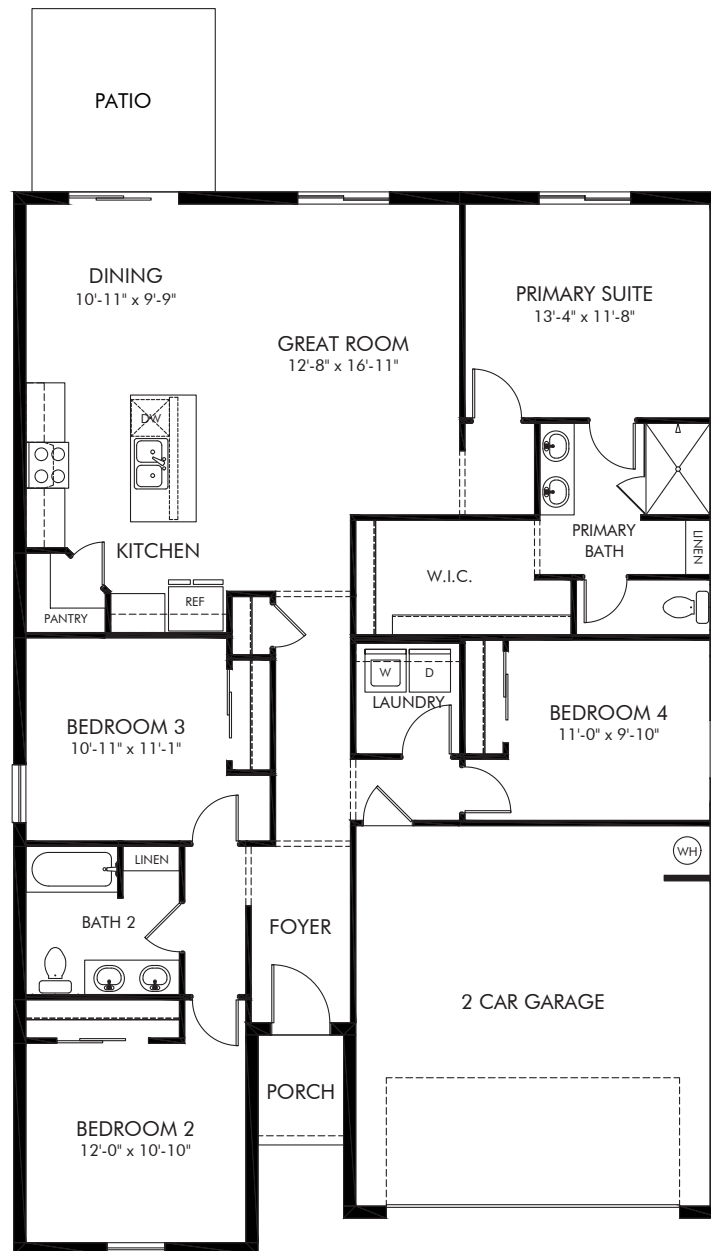 PATIO
DINING
10'-11" x 9'-9"
PRIMARY SUITE
13'-4" x 11'-8"
GREAT ROOM
12'-8" x 16'-11"
DW
KITCHEN
PRIMARY
BATH
LINEN
W.I.C.
REF
PANTRY
W
D
LAUNDRY
BEDROOM 3
10'-11" x 11'-1"
BEDROOM 4
11'-0" x 9'-10"
WH
LINEN
BATH 2
FOYER
2 CAR GARAGE
PORCH
BEDROOM 2
12'-0" x 10'-10"